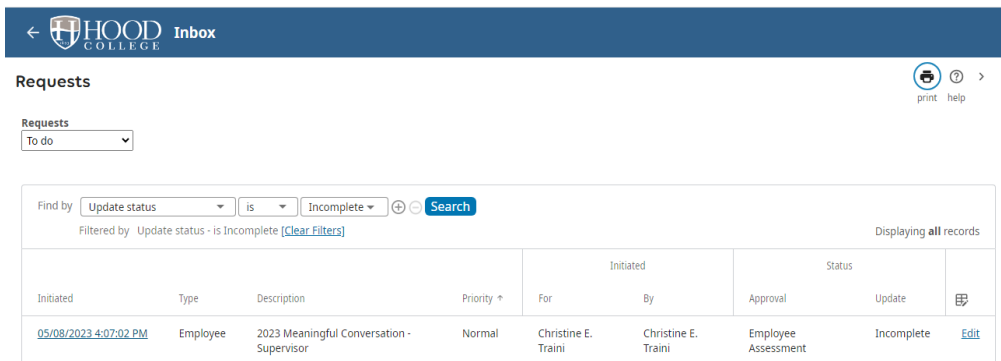 HOOD
COLLEGE
Inbox
Requests
print help
Requests
To do
Find by Update status is Incomplete Search
Filtered by Update status - is Incomplete [Clear Filters]
Displaying all records
Initiated Status
Initiated Type Description Priority ↑ For By Approval Update
05/08/2023 4:07:02 PM Employee 2023 Meaningful Conversation - Normal Christine E. Christine E. Employee Incomplete Edit
Supervisor Traini Traini Assessment